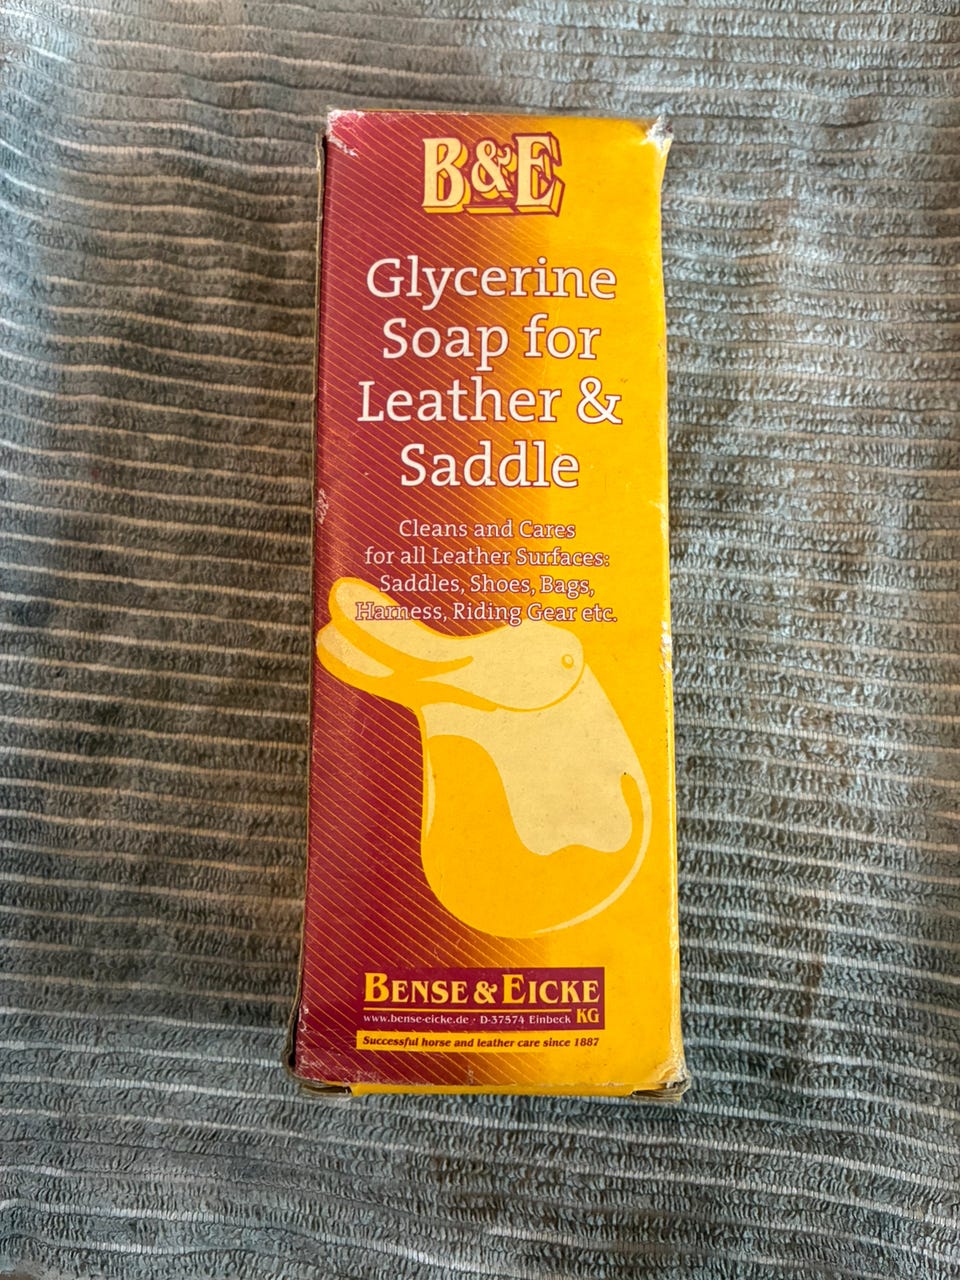 B&E
Glycerine
Soap for
Leather &
Saddle
Cleans and Cares
for all Leather Surfaces:
Saddles, Shoes, Bags,
Harness, Riding Gear etc.
BENSE & EICKE
www.bense-eicke.de · D-37574 Einbeck KG
Successful horse and leather care since 1887